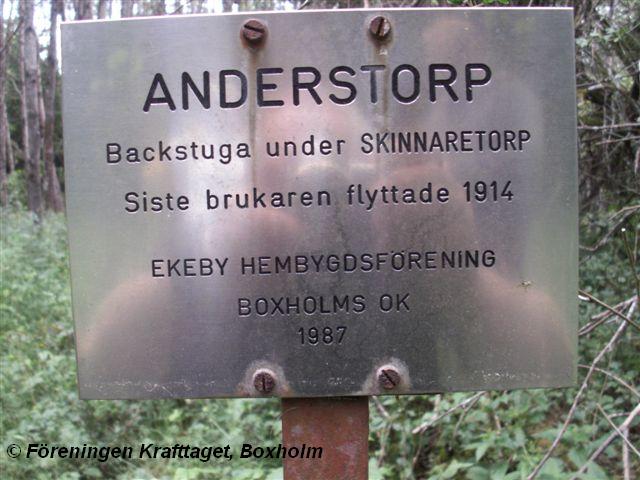 ANDERSTORP
Backstuga under SKINNARETORP
Siste brukaren flyttade 1914
EKEBY HEMBYGDSFÖRENING
BOXHOLMS OK
1987
© Föreningen Krafttaget, Boxholm